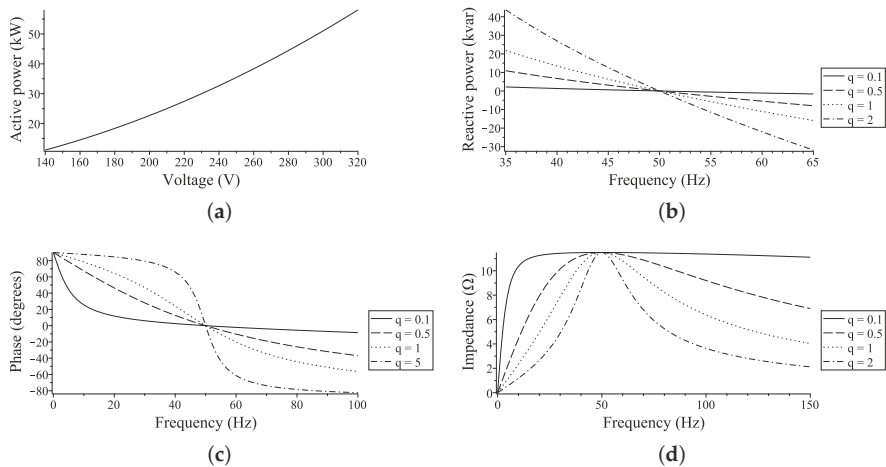 Active power (kW)
50
40
30
20
140 160 180 200 220 240 260 280 300 320
Voltage (V)
(a)
Reactive power (kvar)
40
30
20
10
0
−10
−20
−30
35 40 45 50 55 60 65
Frequency (Hz)
q = 0.1
q = 0.5
q = 1
q = 2
(b)
Phase (degrees)
80
60
40
20
0
−20
−40
−60
−80
0 20 40 60 80 100
Frequency (Hz)
q = 0.1
q = 0.5
q = 1
q = 5
(c)
Impedance (Ω)
10
8
6
4
2
0
0 50 100 150
Frequency (Hz)
q = 0.1
q = 0.5
q = 1
q = 2
(d)